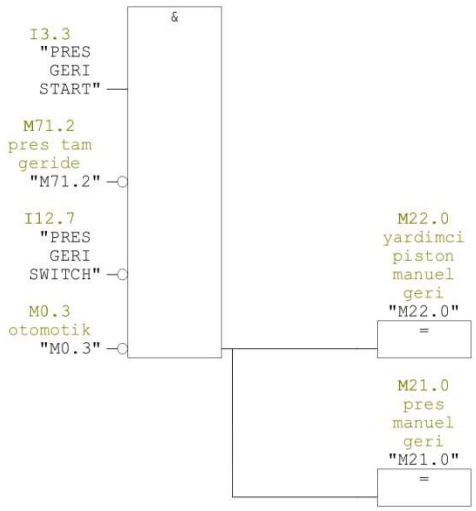 &
I3.3
"PRES
GERI
START"
M71.2
pres tam
geride
"M71.2"
I12.7
"PRES
GERI
SWITCH"
M0.3
otomotik
"M0.3"
M22.0
yardimci
piston
manuel
geri
"M22.0"
=
M21.0
pres
manuel
geri
"M21.0"
=